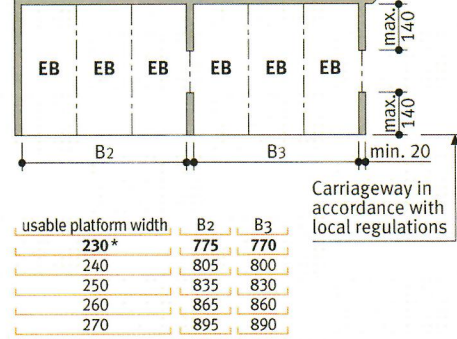 max.
140
EB EB EB EB EB EB
max.
140
B2 B3 min. 20
Carriageway in
accordance with
local regulations
usable platform width B2 B3
230* 775 770
240 805 800
250 835 830
260 865 860
270 895 890